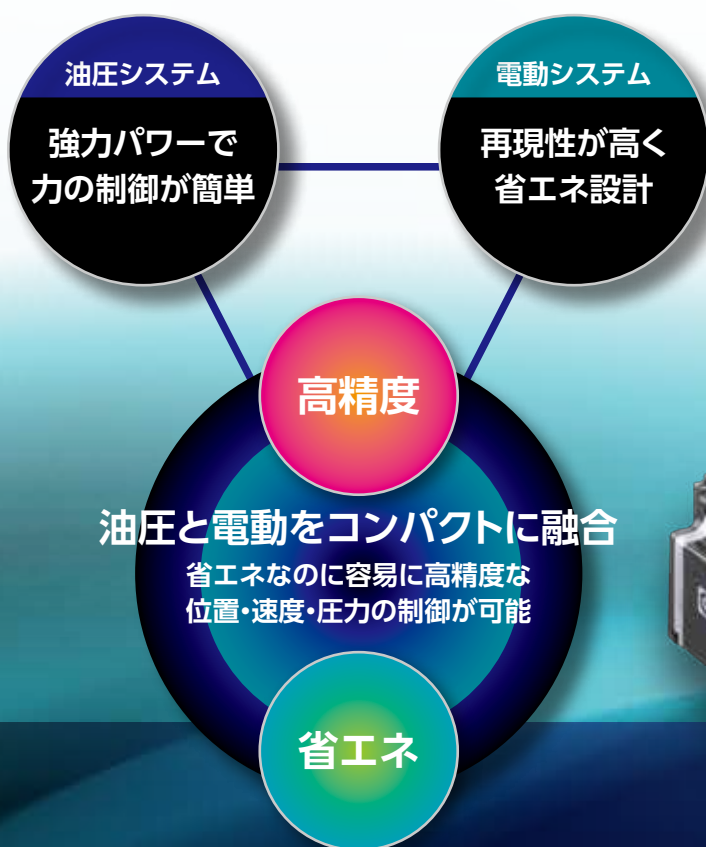 油圧システム
強力パワーで
力の制御が簡単
電動システム
再現性が高く
省エネ設計
高精度
油圧と電動をコンパクトに融合
省エネなのに容易に高精度な
位置・速度・圧力の制御が可能
省エネ